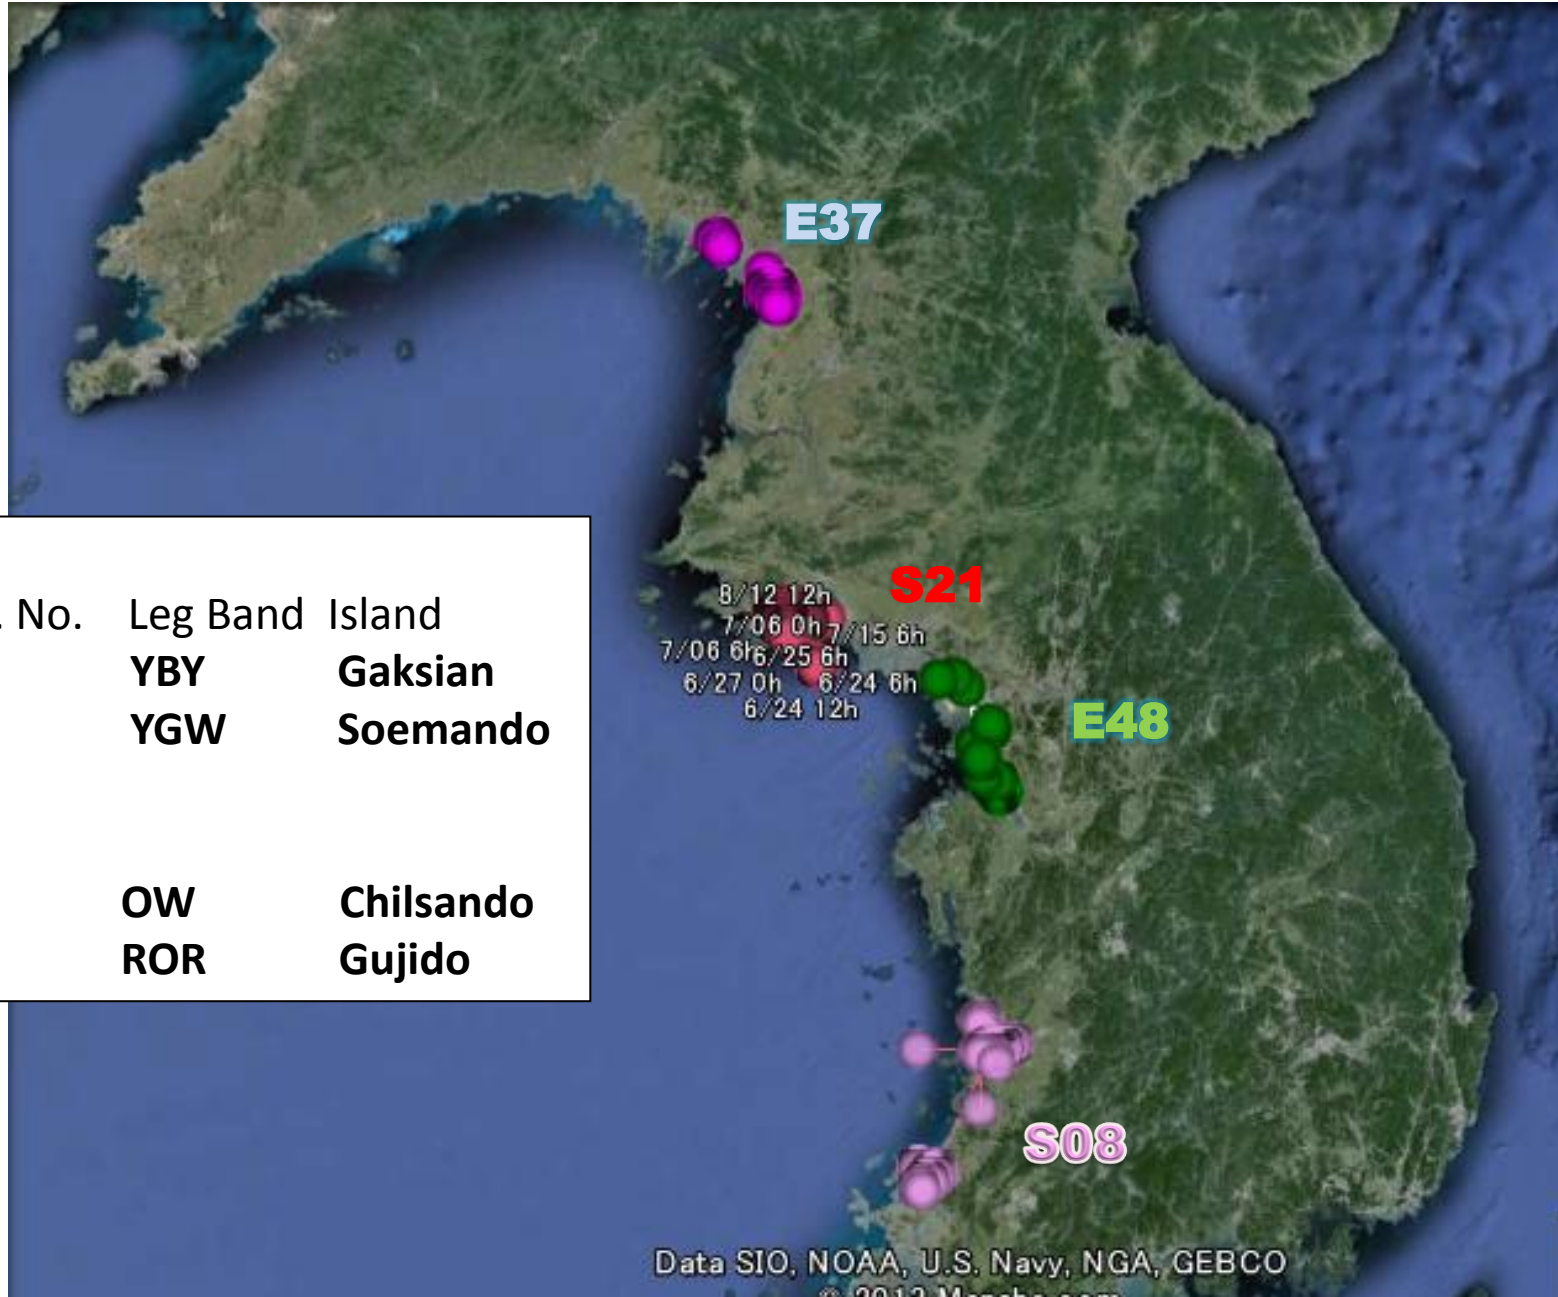 E37
S21
8/12 12h
7/06 0h
7/15 6h
7/06 6h
6/25 6h
6/27 0h
6/24 6h
6/24 12h
E48
. No. Leg Band Island
YBY Gaksian
YGW Soemando
OW Chilsando
ROR Gujido
S08
Data SIO, NOAA, U.S. Navy, NGA, GEBCO